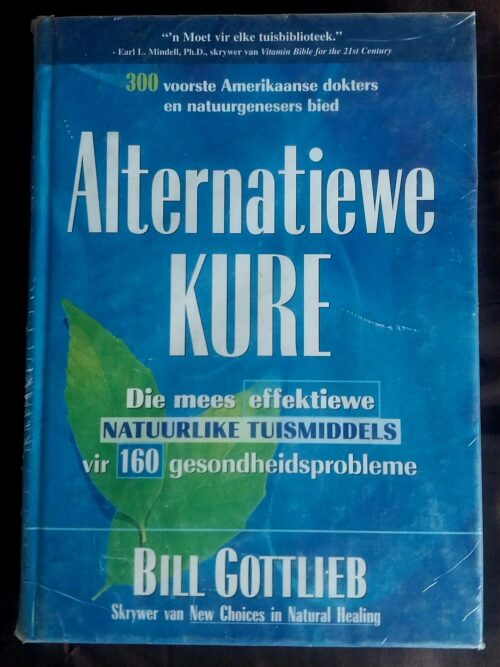 “’n Moet vir elke tuisbiblioteek.”
- Earl L. Mindell, Ph.D., skrywer van Vitamin Bible for the 21st Century
300 voorste Amerikaanse dokters
en natuurgenesers bied
Alternatiewe
KURE
Die mees effektiewe
NATUURLIKE TUISMIDDELS
vir 160 gesondheidsprobleme
BILL GOTTLIEB
Skrywer van New Choices in Natural Healing